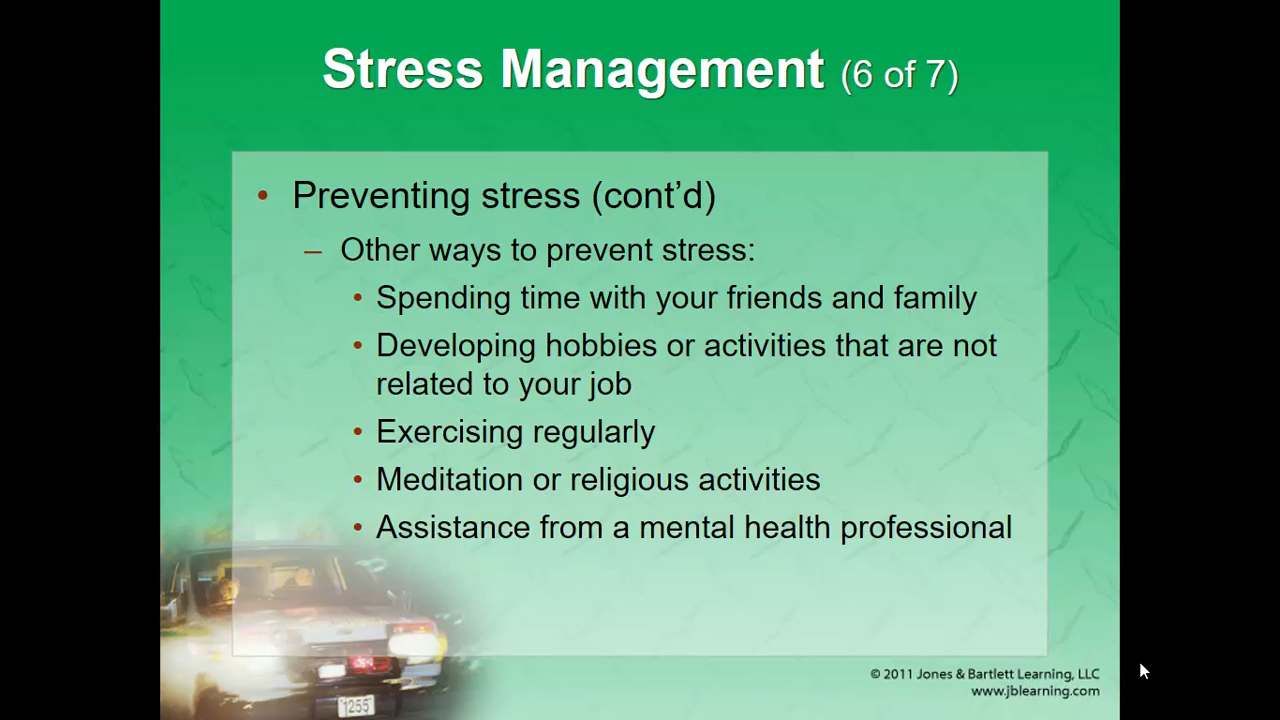 Stress Management (6 of 7)
• Preventing stress (cont’d)
– Other ways to prevent stress:
• Spending time with your friends and family
• Developing hobbies or activities that are not
related to your job
• Exercising regularly
• Meditation or religious activities
• Assistance from a mental health professional
1255
© 2011 Jones & Bartlett Learning, LLC
www.jblearning.com